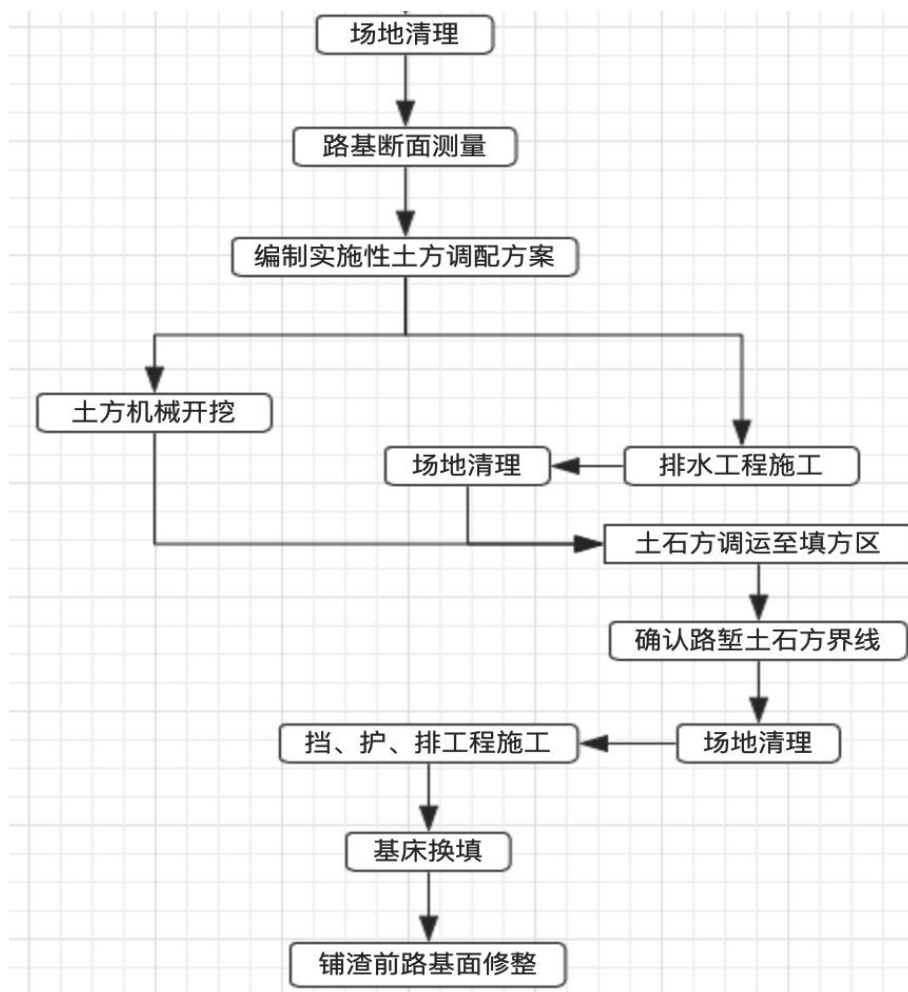 场地清理
路基断面测量
编制实施性土方调配方案
土方机械开挖
场地清理
排水工程施工
土石方调运至填方区
确认路堑土石方界线
挡、护、排工程施工
场地清理
基床换填
铺渣前路基面修整